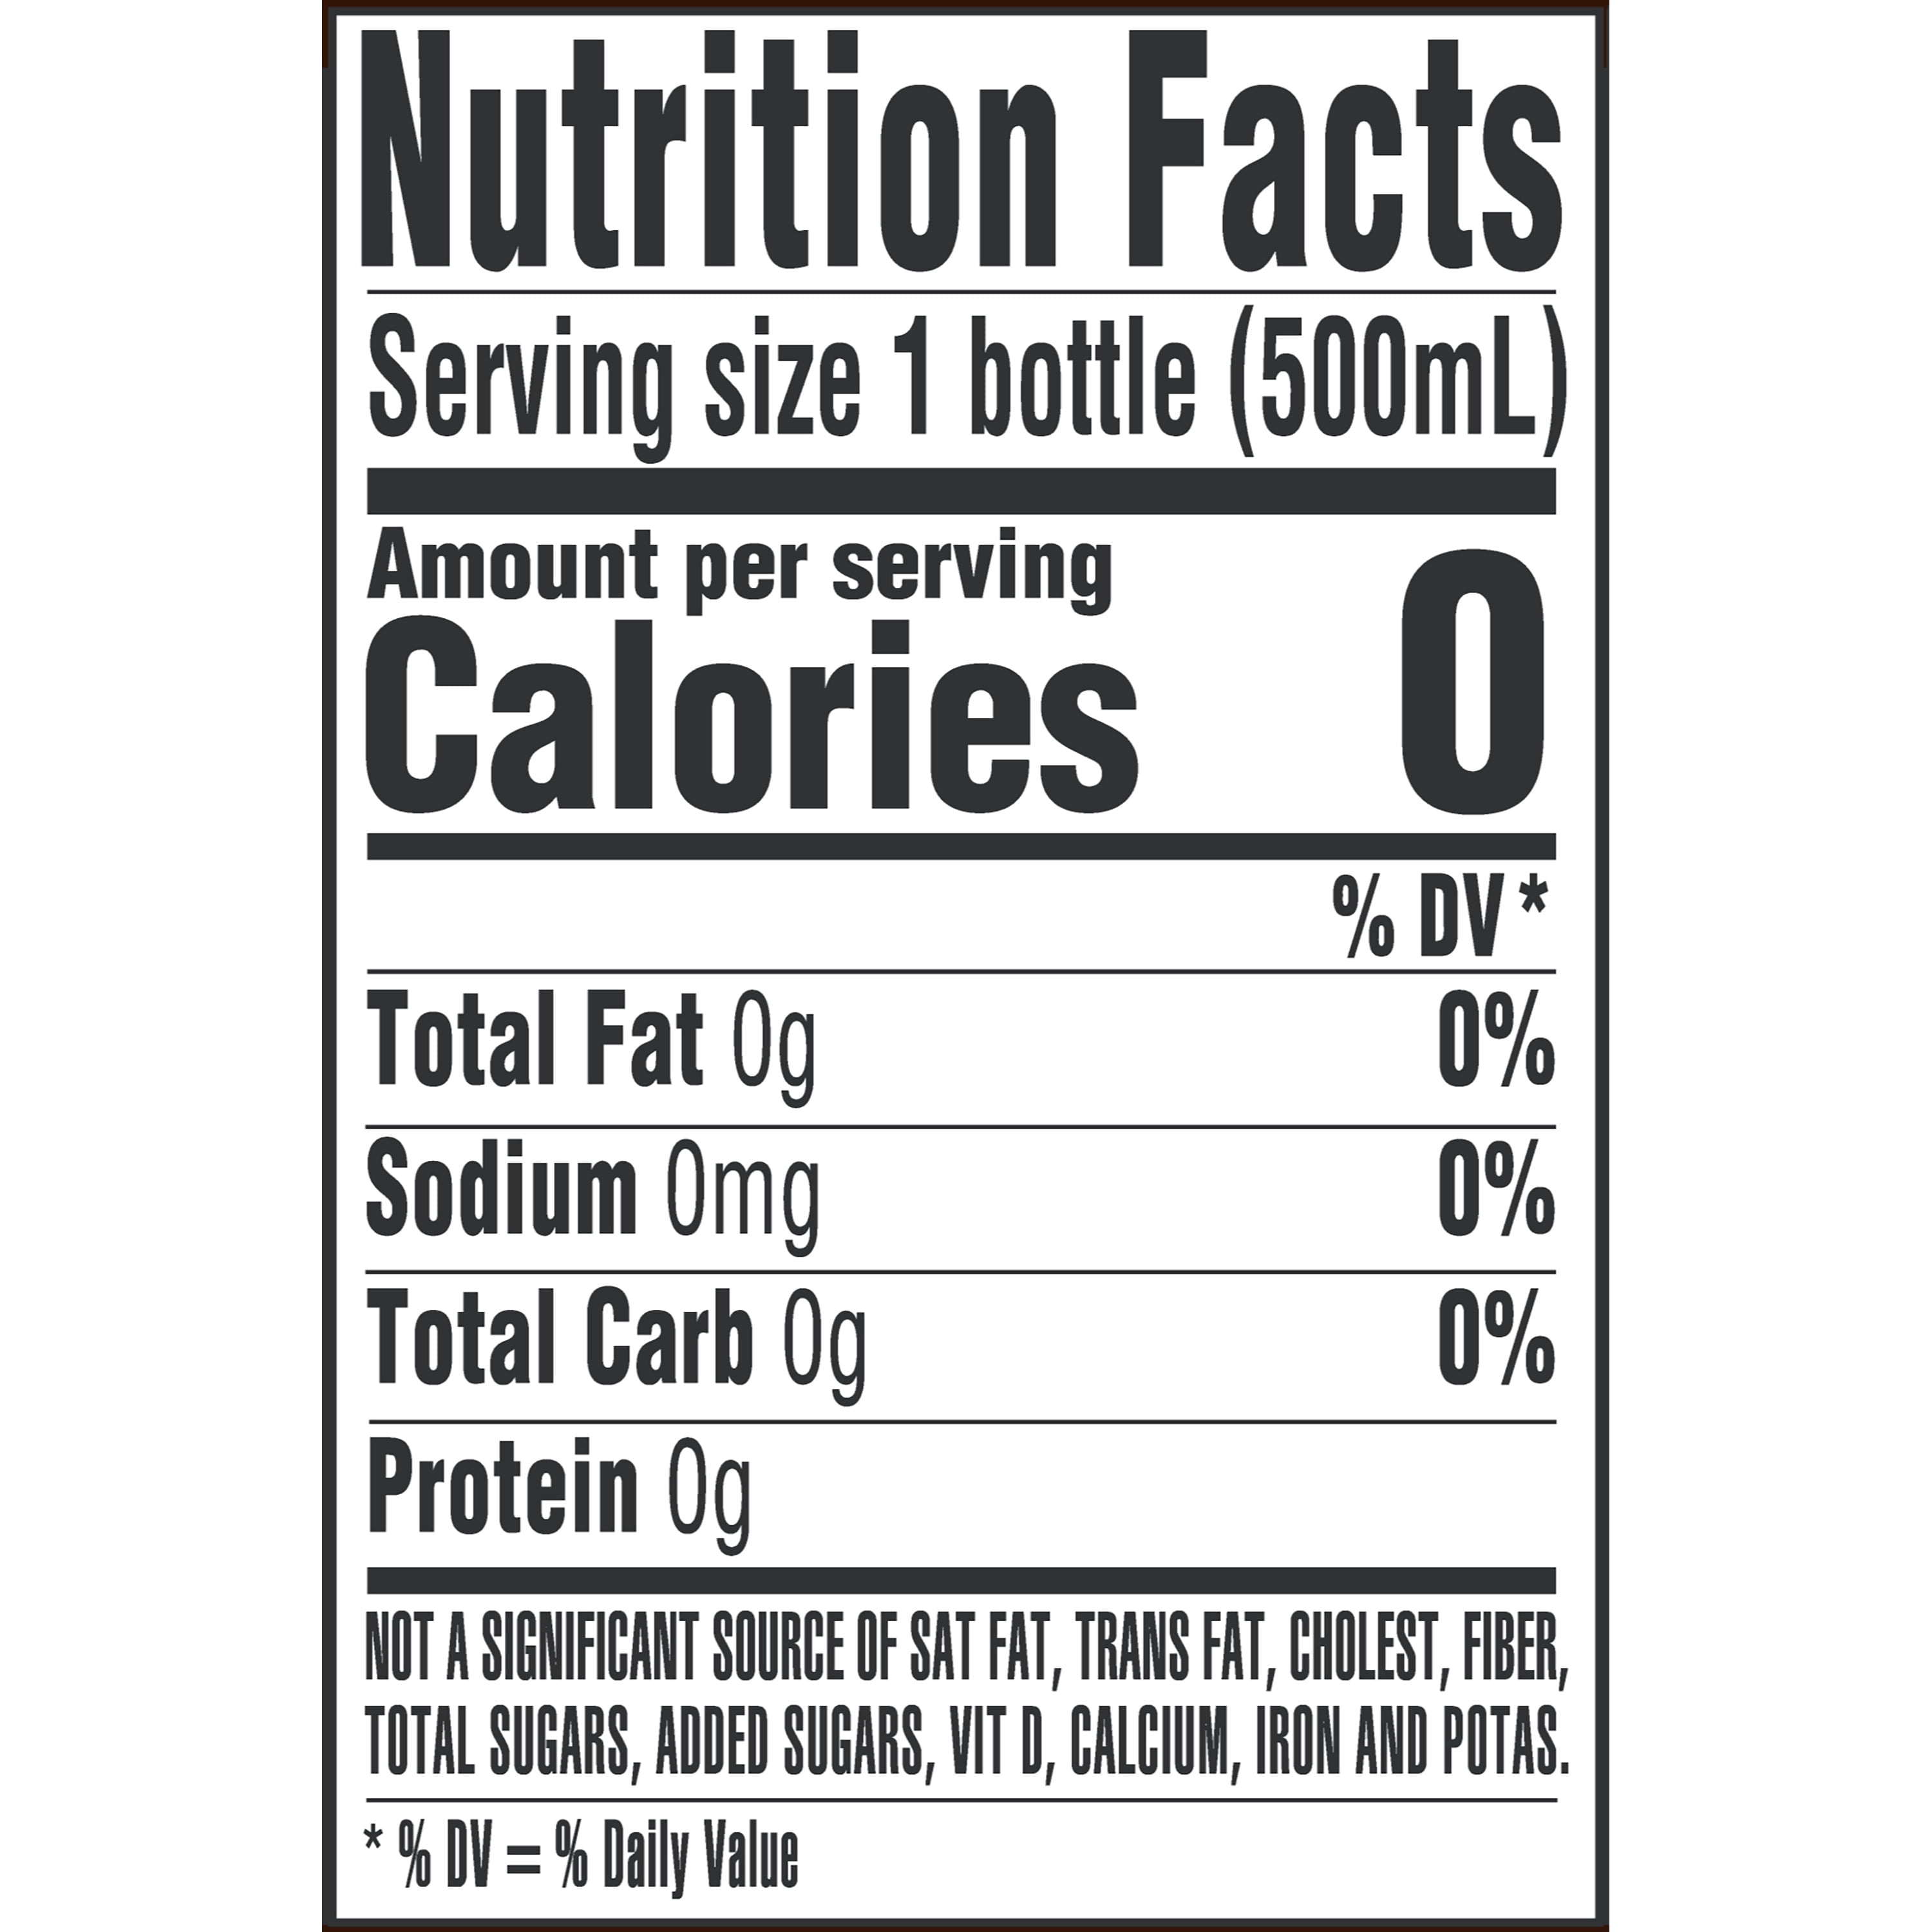 Nutrition Facts
Serving size 1 bottle (500mL)
Amount per serving
Calories 0
% DV*
Total Fat 0g 0%
Sodium 0mg 0%
Total Carb 0g 0%
Protein 0g
NOT A SIGNIFICANT SOURCE OF SAT FAT, TRANS FAT, CHOLEST, FIBER,
TOTAL SUGARS, ADDED SUGARS, VIT D, CALCIUM, IRON AND POTAS.
* % DV = % Daily Value